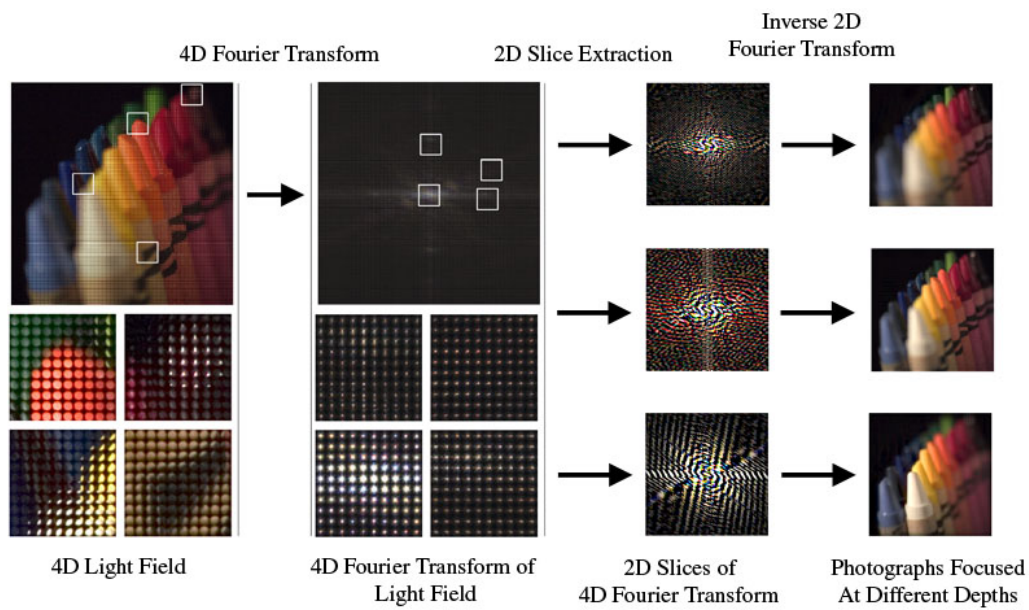 4D Fourier Transform
2D Slice Extraction
Inverse 2D
Fourier Transform
4D Light Field
4D Fourier Transform of
Light Field
2D Slices of
4D Fourier Transform
Photographs Focused
At Different Depths